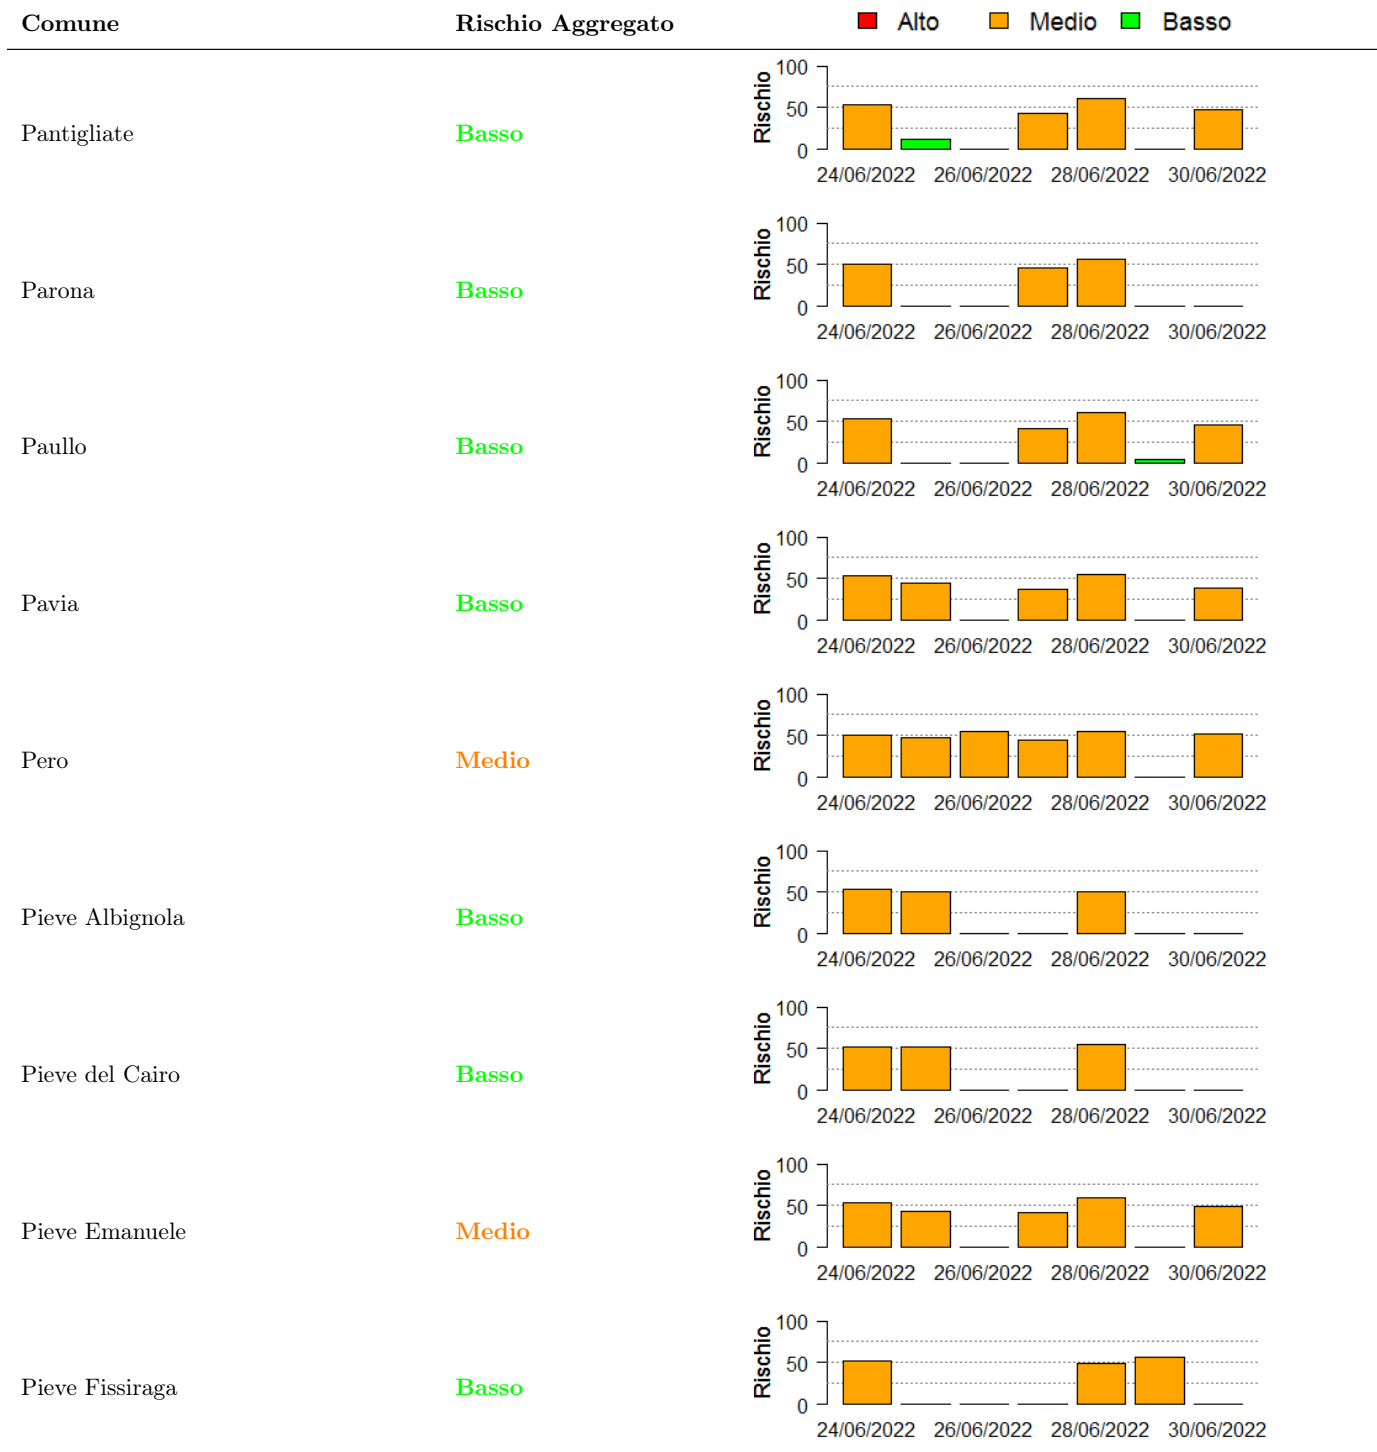 Comune Rischio Aggregato Alto Medio Basso
Pantigliate Basso Rischio 100 50 0
24/06/2022 26/06/2022 28/06/2022 30/06/2022
Parona Basso Rischio 100 50 0
24/06/2022 26/06/2022 28/06/2022 30/06/2022
Paullo Basso Rischio 100 50 0
24/06/2022 26/06/2022 28/06/2022 30/06/2022
Pavia Basso Rischio 100 50 0
24/06/2022 26/06/2022 28/06/2022 30/06/2022
Pero Medio Rischio 100 50 0
24/06/2022 26/06/2022 28/06/2022 30/06/2022
Pieve Albignola Basso Rischio 100 50 0
24/06/2022 26/06/2022 28/06/2022 30/06/2022
Pieve del Cairo Basso Rischio 100 50 0
24/06/2022 26/06/2022 28/06/2022 30/06/2022
Pieve Emanuele Medio Rischio 100 50 0
24/06/2022 26/06/2022 28/06/2022 30/06/2022
Pieve Fissiraga Basso Rischio 100 50 0
24/06/2022 26/06/2022 28/06/2022 30/06/2022